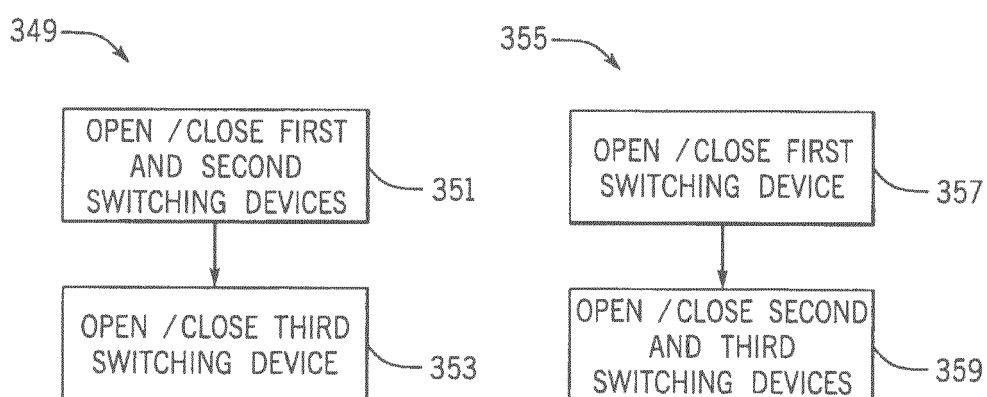 349
OPEN /CLOSE FIRST
AND SECOND
SWITCHING DEVICES
351
OPEN /CLOSE THIRD
SWITCHING DEVICE
353
355
OPEN /CLOSE FIRST
SWITCHING DEVICE
357
OPEN /CLOSE SECOND
AND THIRD
SWITCHING DEVICES
359